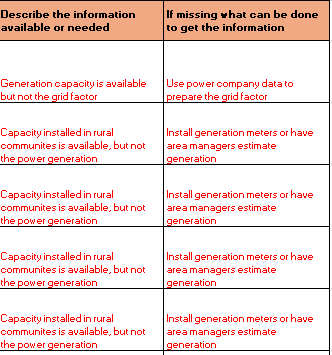 Describe the information
available or needed
If missing what can be done
to get the information
Generation capacity is available
but not the grid factor
Use power company data to
prepare the grid factor
Capacity installed in rural
communites is available, but not
the power generation
Install generation meters or have
area managers estimate
generation
Capacity installed in rural
communites is available, but not
the power generation
Install generation meters or have
area managers estimate
generation
Capacity installed in rural
communites is available, but not
the power generation
Install generation meters or have
area managers estimate
generation
Capacity installed in rural
communites is available, but not
the power generation
Install generation meters or have
area managers estimate
generation